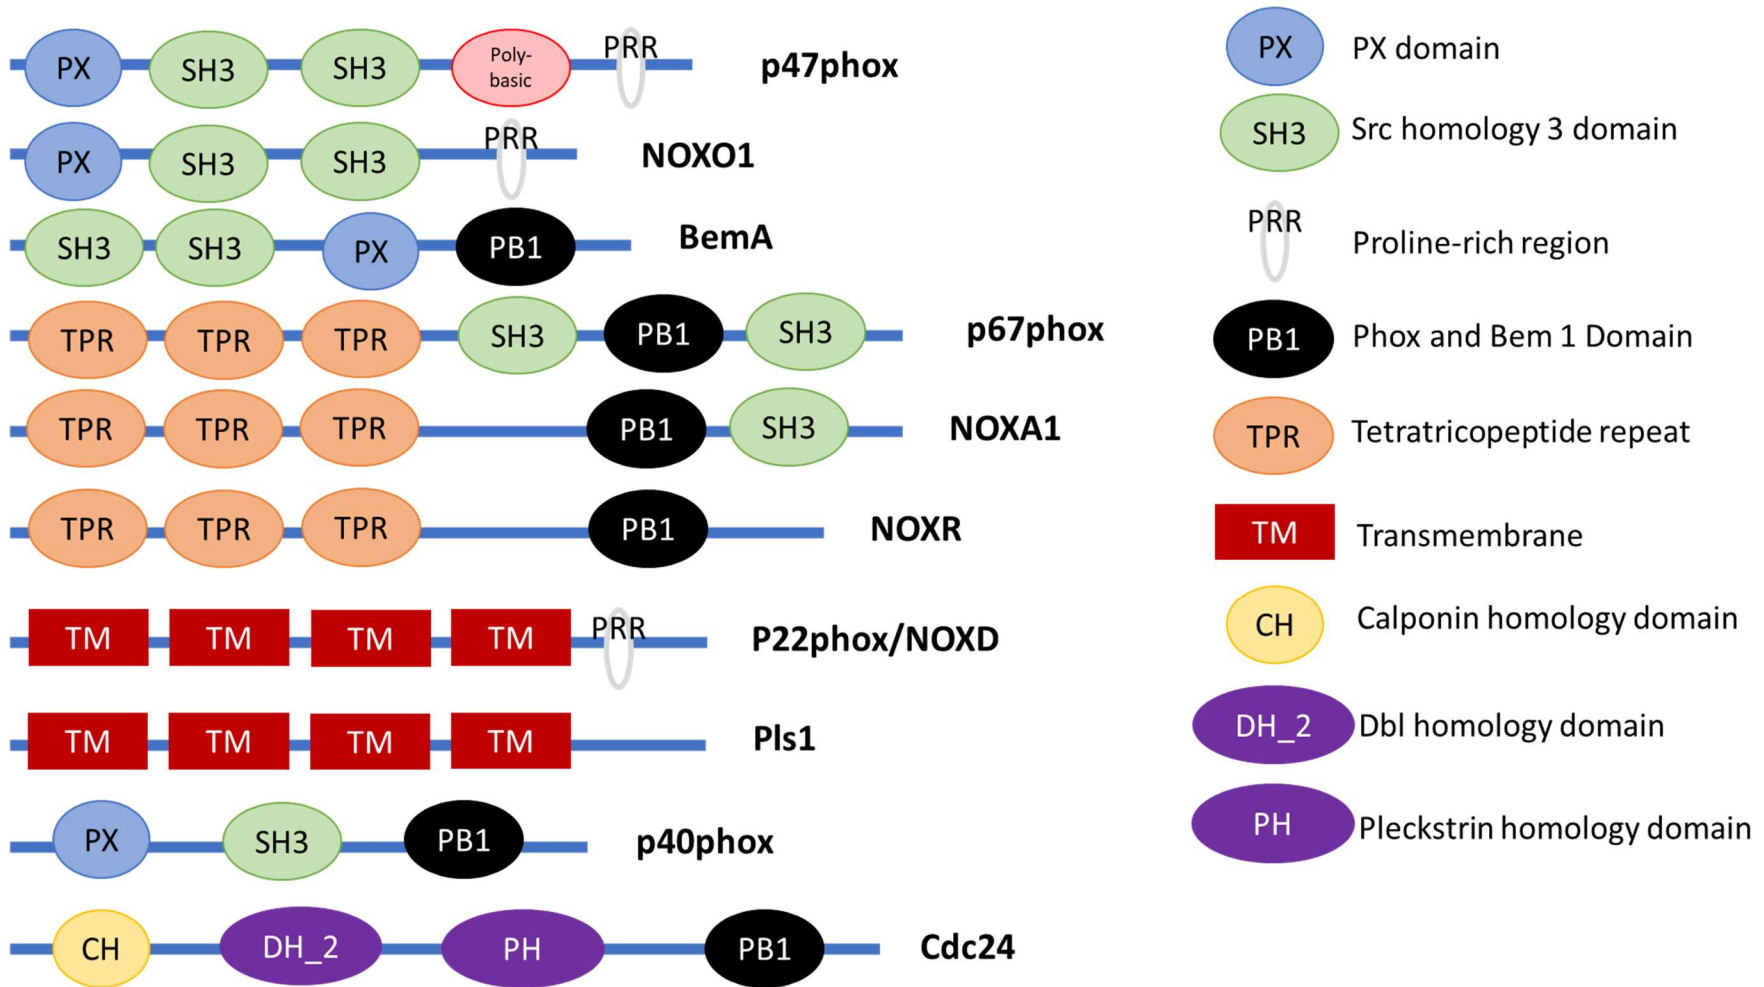 PX SH3 SH3 Poly-basic PRR p47phox
PX SH3 SH3 PRR NOXO1
SH3 SH3 PX PB1 BemA
TPR TPR TPR SH3 PB1 SH3 p67phox
TPR TPR TPR PB1 SH3 NOXA1
TPR TPR TPR PB1 NOXR
TM TM TM TM PRR P22phox/NOXD
TM TM TM TM Pls1
PX SH3 PB1 p40phox
CH DH_2 PH PB1 Cdc24
PX PX domain
SH3 Src homology 3 domain
PRR Proline-rich region
PB1 Phox and Bem 1 Domain
TPR Tetratricopeptide repeat
TM Transmembrane
CH Calponin homology domain
DH_2 Dbl homology domain
PH Pleckstrin homology domain